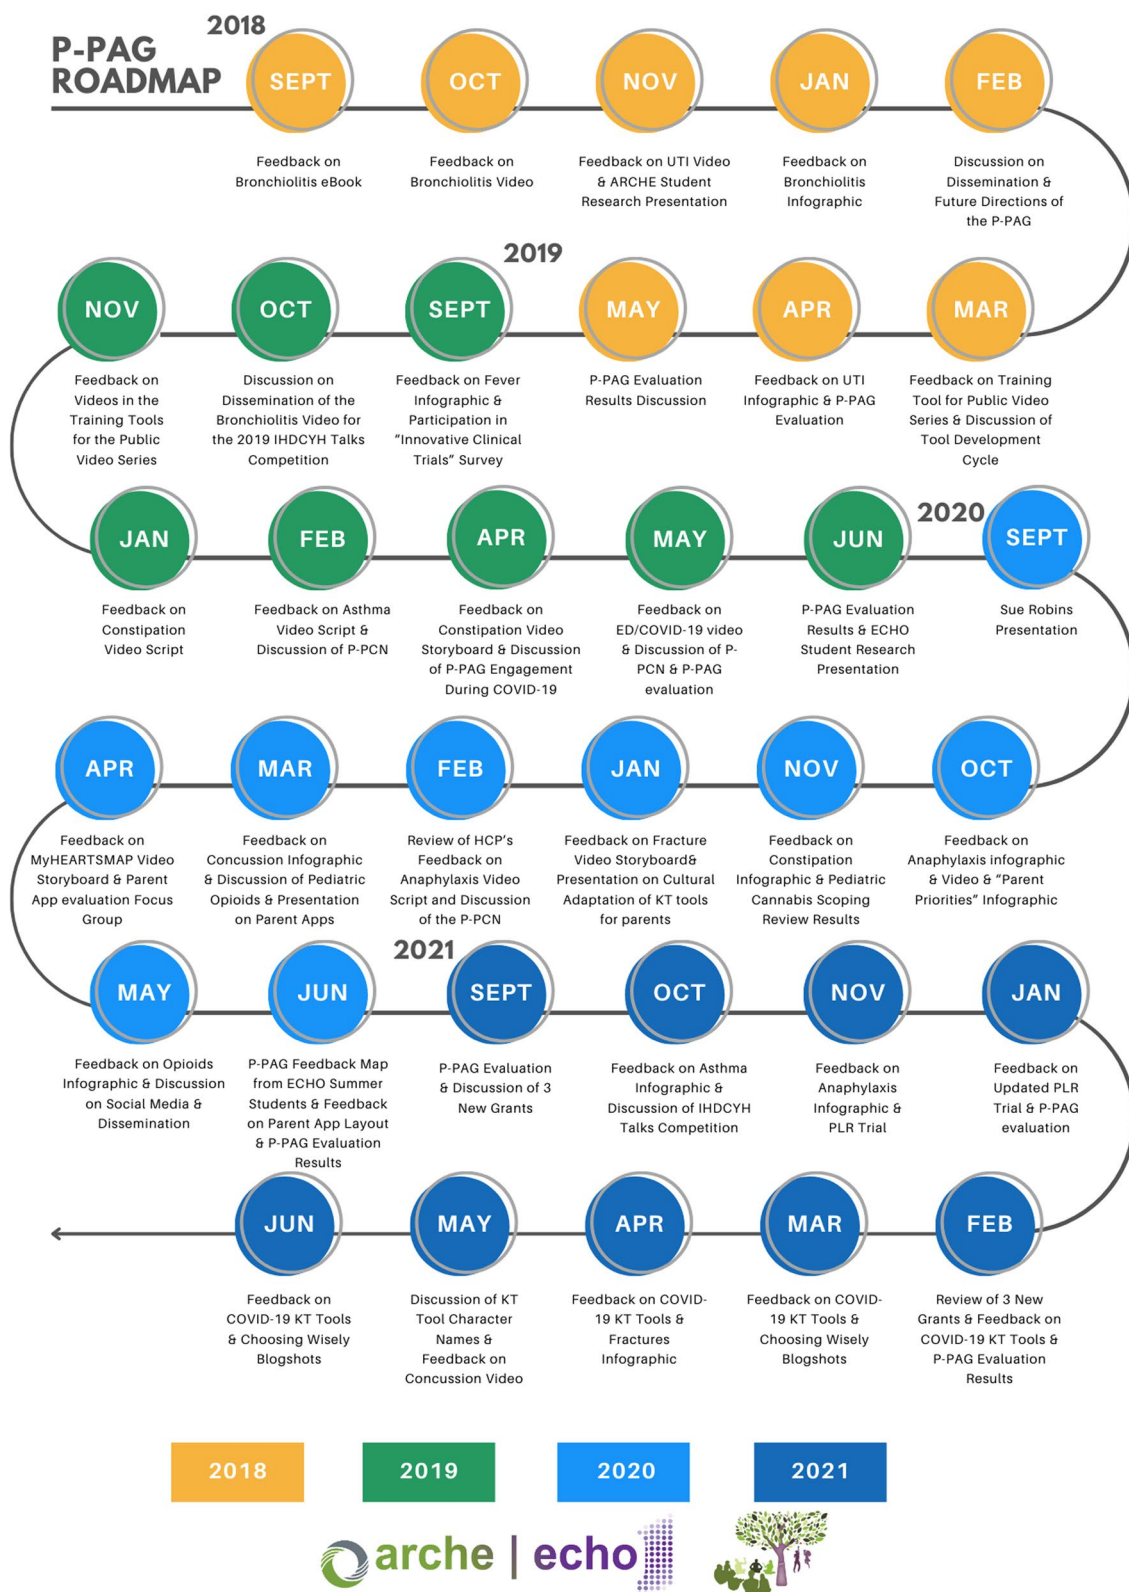 P-PAG
ROADMAP
2018
SEPT
OCT
NOV
JAN
FEB
Feedback on
Bronchiolitis eBook
Feedback on
Bronchiolitis Video
Feedback on UTI Video
& ARCHE Student
Research Presentation
Feedback on
Bronchiolitis
Infographic
Discussion on
Dissemination &
Future Directions of
the P-PAG
2019
MAR
APR
MAY
SEPT
OCT
NOV
Feedback on Training
Tool for Public Video
Series & Discussion of
Tool Development
Cycle
Feedback on UTI
Infographic & P-PAG
Evaluation
P-PAG Evaluation
Results Discussion
Feedback on Fever
Infographic &
Participation in
“Innovative Clinical
Trials” Survey
Discussion on
Dissemination of the
Bronchiolitis Video for
the 2019 IHDCYH Talks
Competition
Feedback on
Videos in the
Training Tools
for the Public
Video Series
JAN
FEB
APR
MAY
JUN
2020
SEPT
Feedback on
Constipation
Video Script
Feedback on Asthma
Video Script &
Discussion of P-PCN
Feedback on
Constipation Video
Storyboard & Discussion
of P-PAG Engagement
During COVID-19
Feedback on
ED/COVID-19 video
& Discussion of P-
PCN & P-PAG
evaluation
P-PAG Evaluation
Results & ECHO
Student Research
Presentation
Sue Robins
Presentation
OCT
NOV
JAN
FEB
MAR
APR
Feedback on
Anaphylaxis infographic
& Video & “Parent
Priorities” Infographic
Feedback on
Constipation
Infographic & Pediatric
Cannabis Scoping
Review Results
Feedback on Fracture
Video Storyboard&
Presentation on Cultural
Adaptation of KT tools
for parents
Review of HCP’s
Feedback on
Anaphylaxis Video
Script and Discussion
of the P-PCN
Feedback on
Concussion Infographic
& Discussion of Pediatric
Opioids & Presentation
on Parent Apps
Feedback on
MyHEARTSMAP Video
Storyboard & Parent
App evaluation Focus
Group
MAY
JUN
2021
SEPT
OCT
NOV
JAN
Feedback on Opioids
Infographic & Discussion
on Social Media &
Dissemination
P-PAG Feedback Map
from ECHO Summer
Students & Feedback
on Parent App Layout
& P-PAG Evaluation
Results
P-PAG Evaluation
& Discussion of 3
New Grants
Feedback on Asthma
Infographic &
Discussion of IHDCYH
Talks Competition
Feedback on
Anaphylaxis
Infographic &
PLR Trial
Feedback on
Updated PLR
Trial & P-PAG
evaluation
FEB
MAR
APR
MAY
JUN
Review of 3 New
Grants & Feedback on
COVID-19 KT Tools &
P-PAG Evaluation
Results
Feedback on COVID-
19 KT Tools &
Choosing Wisely
Blogshots
Feedback on COVID-
19 KT Tools &
Fractures
Infographic
Discussion of KT
Tool Character
Names &
Feedback on
Concussion Video
Feedback on
COVID-19 KT Tools
& Choosing Wisely
Blogshots
2018
2019
2020
2021
arche | echo